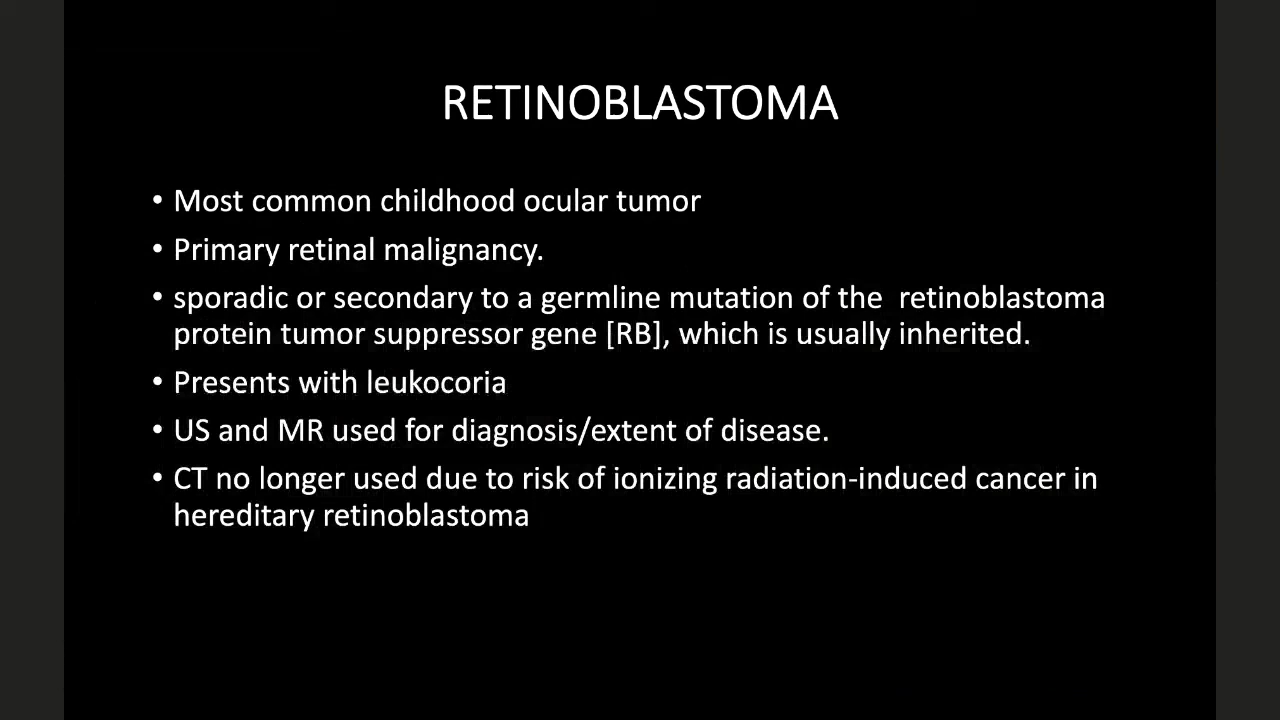 RETINOBLASTOMA
• Most common childhood ocular tumor
• Primary retinal malignancy.
• sporadic or secondary to a germline mutation of the  retinoblastoma
protein tumor suppressor gene [RB], which is usually inherited.
• Presents with leukocoria
• US and MR used for diagnosis/extent of disease.
• CT no longer used due to risk of ionizing radiation-induced cancer in
hereditary retinoblastoma